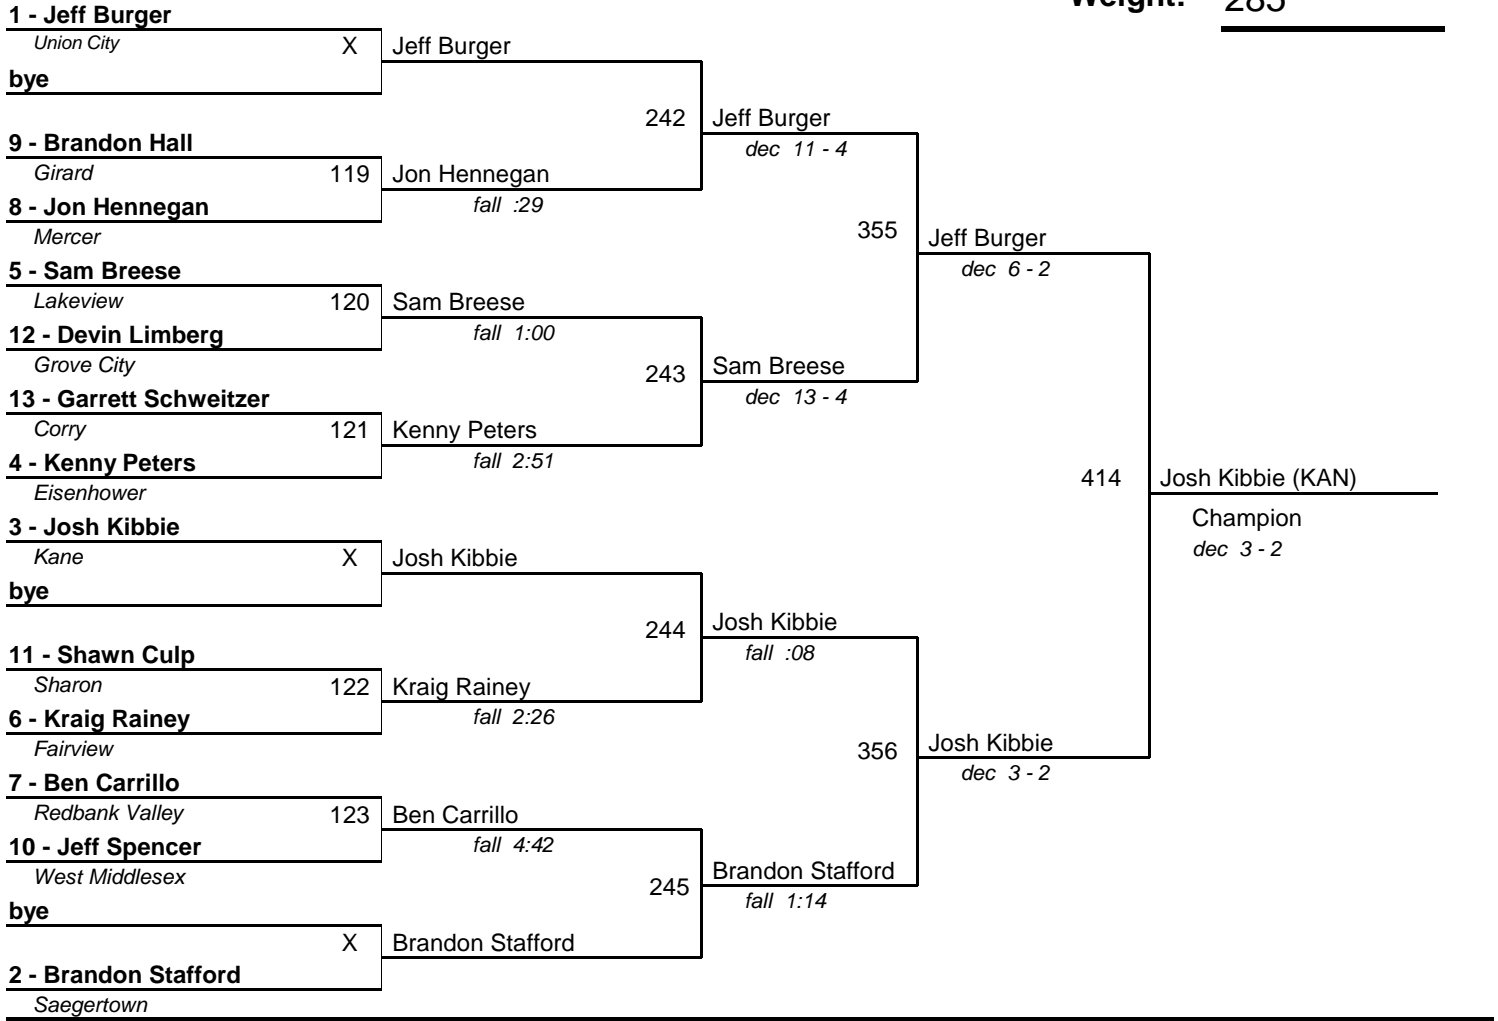 Weight: 285
1 - Jeff Burger
Union City X Jeff Burger
bye
242 Jeff Burger
dec 11 - 4
9 - Brandon Hall
Girard 119 Jon Hennegan
fall :29
8 - Jon Hennegan
Mercer
355 Jeff Burger
dec 6 - 2
5 - Sam Breese
Lakeview 120 Sam Breese
fall 1:00
12 - Devin Limberg
Grove City
243 Sam Breese
dec 13 - 4
13 - Garrett Schweitzer
Corry 121 Kenny Peters
fall 2:51
4 - Kenny Peters
Eisenhower
414 Josh Kibbie (KAN)
Champion
dec 3 - 2
3 - Josh Kibbie
Kane X Josh Kibbie
bye
244 Josh Kibbie
fall :08
11 - Shawn Culp
Sharon 122 Kraig Rainey
fall 2:26
6 - Kraig Rainey
Fairview
356 Josh Kibbie
dec 3 - 2
7 - Ben Carrillo
Redbank Valley 123 Ben Carrillo
fall 4:42
10 - Jeff Spencer
West Middlesex
245 Brandon Stafford
fall 1:14
bye
X Brandon Stafford
2 - Brandon Stafford
Saegertown